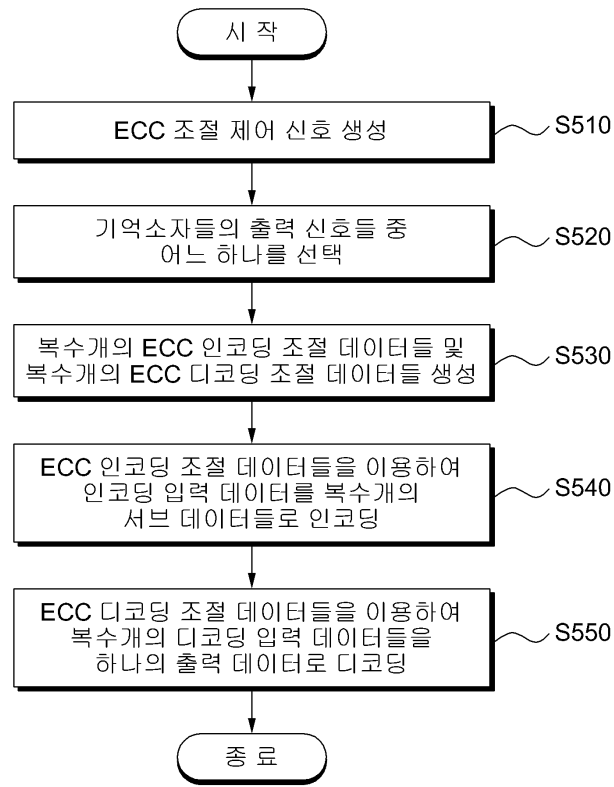 시 작
ECC 조절 제어 신호 생성
S510
기억소자들의 출력 신호들 중
어느 하나를 선택
S520
복수개의 ECC 인코딩 조절 데이터들 및
복수개의 ECC 디코딩 조절 데이터들 생성
S530
ECC 인코딩 조절 데이터들을 이용하여
인코딩 입력 데이터를 복수개의
서브 데이터들로 인코딩
S540
ECC 디코딩 조절 데이터들을 이용하여
복수개의 디코딩 입력 데이터들을
하나의 출력 데이터로 디코딩
S550
종 료